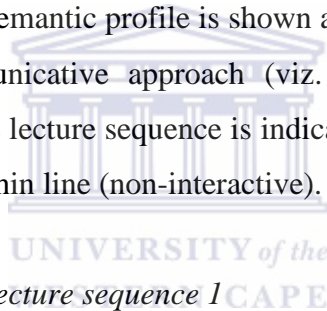 emantic profile is shown a
unicative approach (viz.
lecture sequence is indica
hin line (non-interactive).
UNIVERSITY of the
ecture sequence 1
WESTERN CAPE